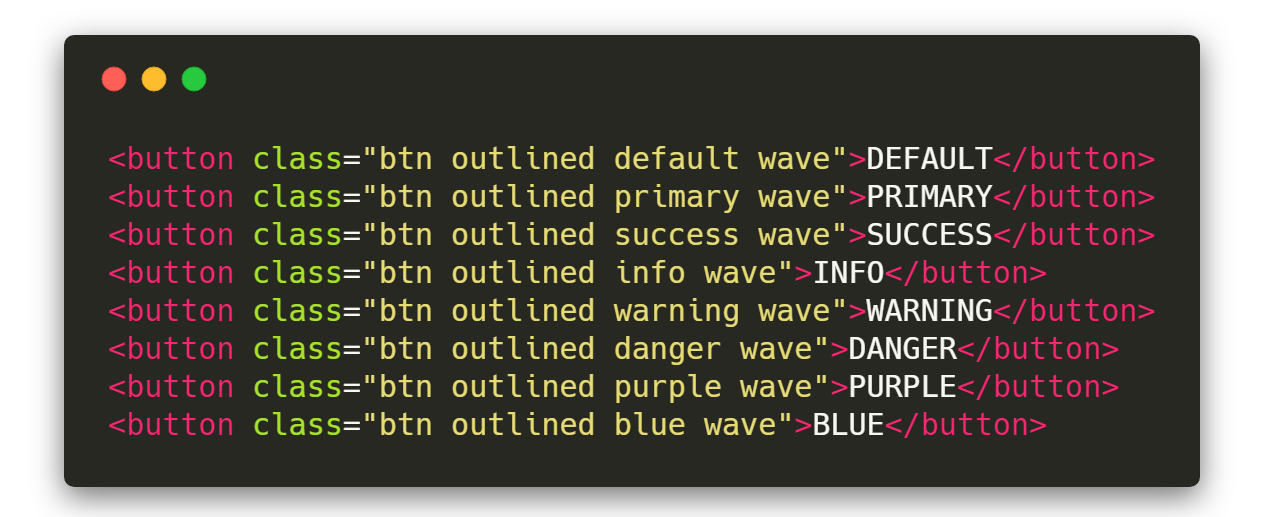 <button class="btn outlined default wave">DEFAULT</button>
<button class="btn outlined primary wave">PRIMARY</button>
<button class="btn outlined success wave">SUCCESS</button>
<button class="btn outlined info wave">INFO</button>
<button class="btn outlined warning wave">WARNING</button>
<button class="btn outlined danger wave">DANGER</button>
<button class="btn outlined purple wave">PURPLE</button>
<button class="btn outlined blue wave">BLUE</button>